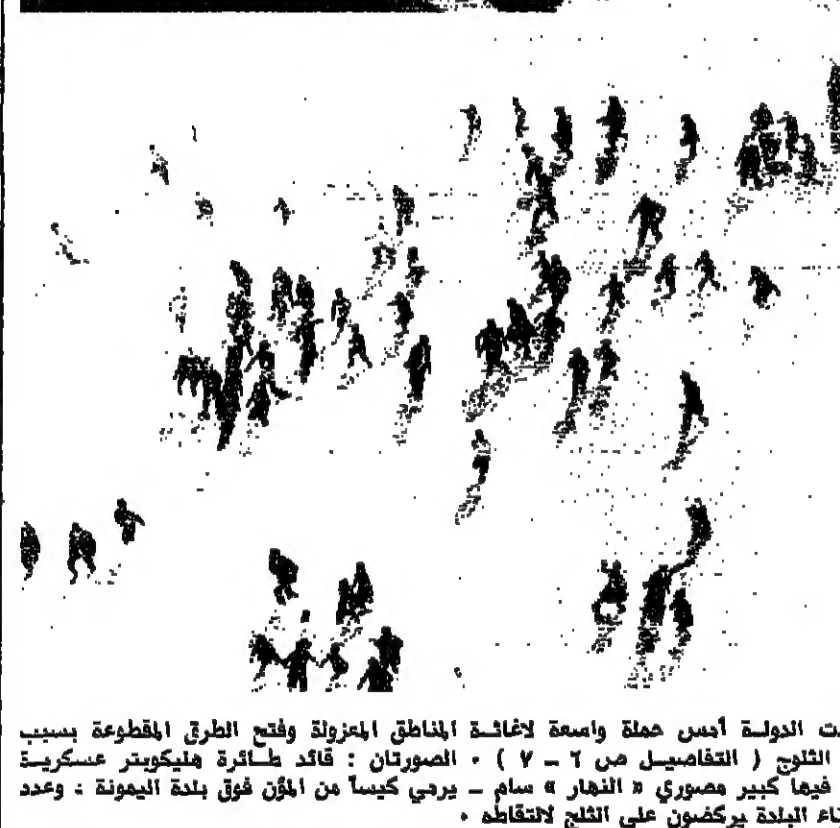 ت الدولة أمس حملة واسعة لاغاثة المناطق المعزولة وفتح الطرق المقطوعة بسبب
الثلوج ( التفاصيل ص ٦ – ٧ ) • الصورتان : قائد طائرة هليكوبتر عسكرية
فيها كبير مصوري « النهار » سام – يرمي كيساً من المؤن فوق بلدة اليمونة ، وعدد
ناء البلدة يركضون على الثلج لالتقاطه •